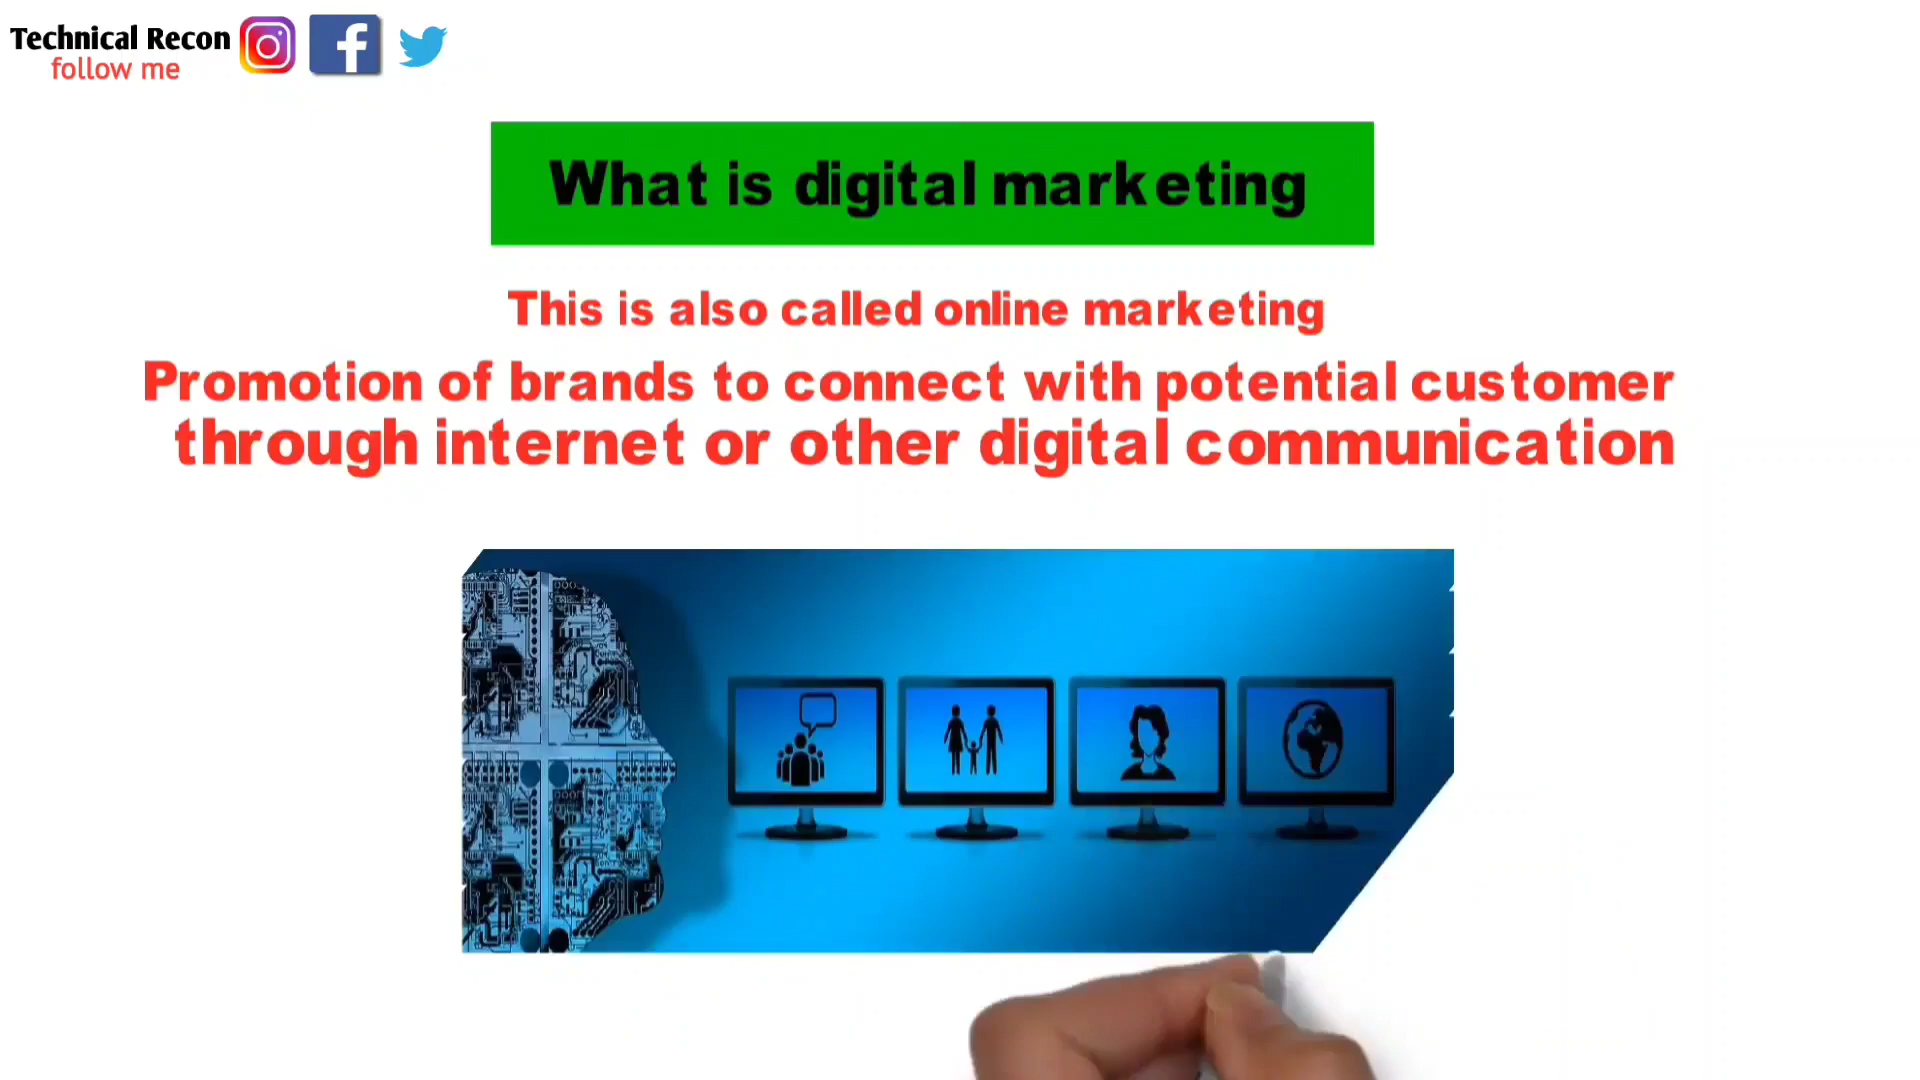 Technical Recon
follow me
What is digital marketing
This is also called online marketing
Promotion of brands to connect with potential customer
through internet or other digital communication